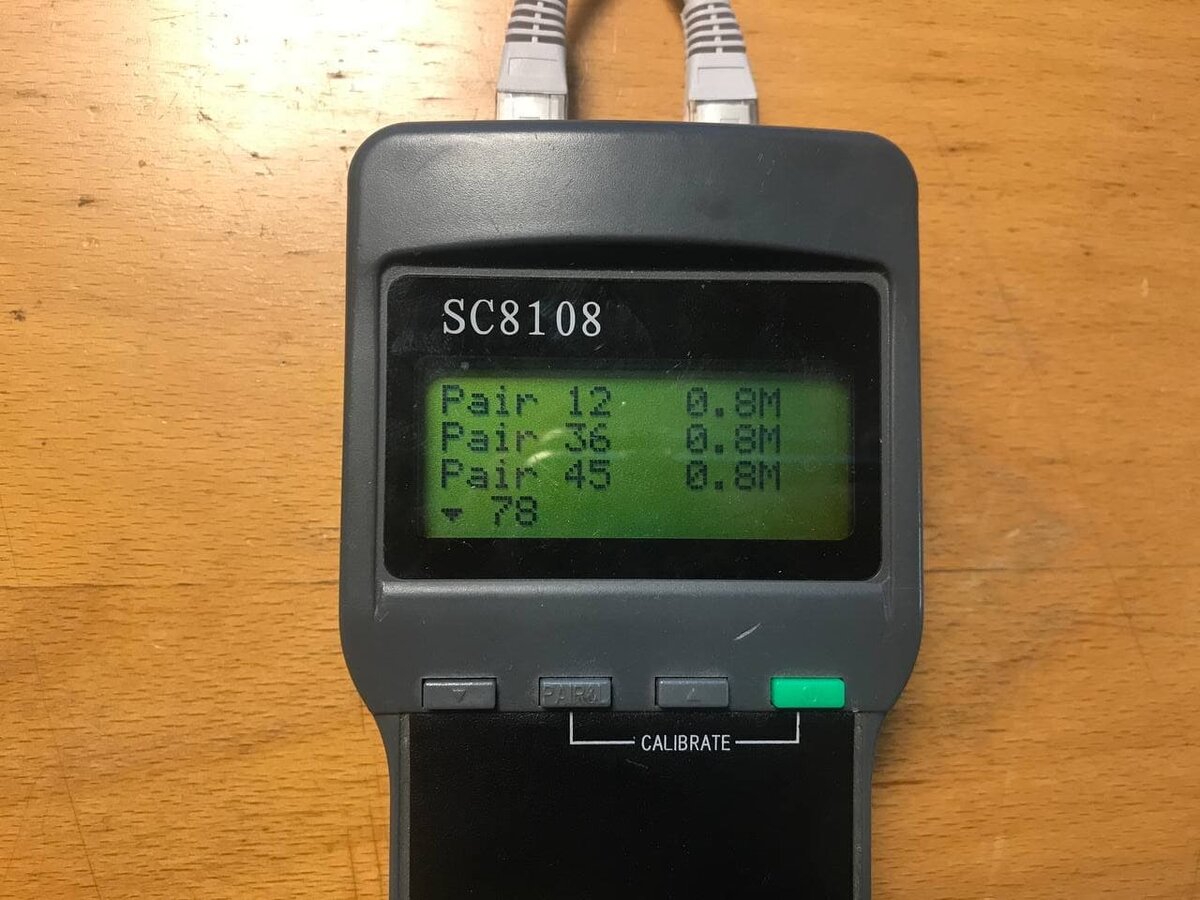 SC8108
Pair 12 0.8M
Pair 36 0.8M
Pair 45 0.8M
78
CALIBRATE